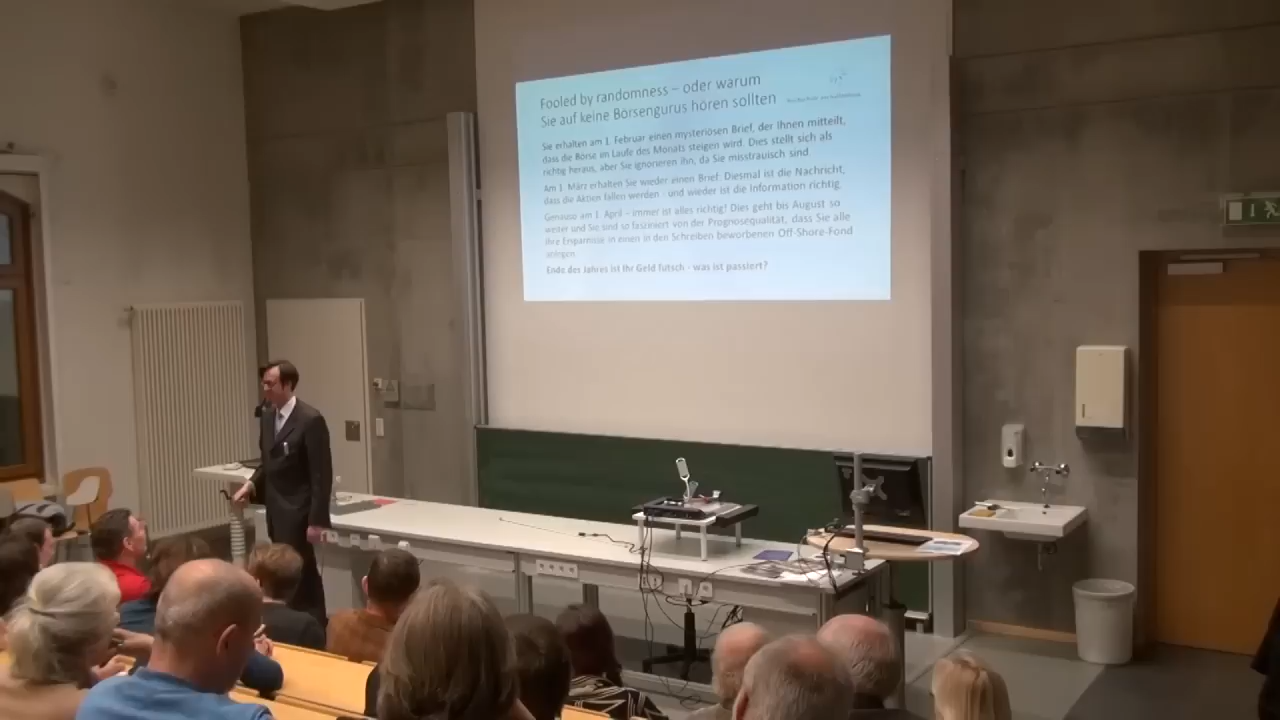 Fooled by randomness – oder warum
Sie auf keine Börsengurus hören sollten
Sie erhalten am 1. Februar einen mysteriösen Brief, der Ihnen mitteilt,
dass die Börse im Laufe des Monats steigen wird. Dies stellt sich als
richtig heraus, aber Sie ignorieren ihn, da Sie misstrauisch sind.
Am 1. März erhalten Sie wieder einen Brief: Diesmal ist die Nachricht,
dass die Aktien fallen werden - und wieder ist die Information richtig.
Genauso am 1. April – immer ist alles richtig! Dies geht bis August so
weiter und Sie sind so fasziniert von der Prognosequalität, dass Sie alle
Ihre Ersparnisse in einen in den Schreiben beworbenen Off-Shore-Fond
anlegen.
Ende des Jahres ist Ihr Geld futsch - was ist passiert?